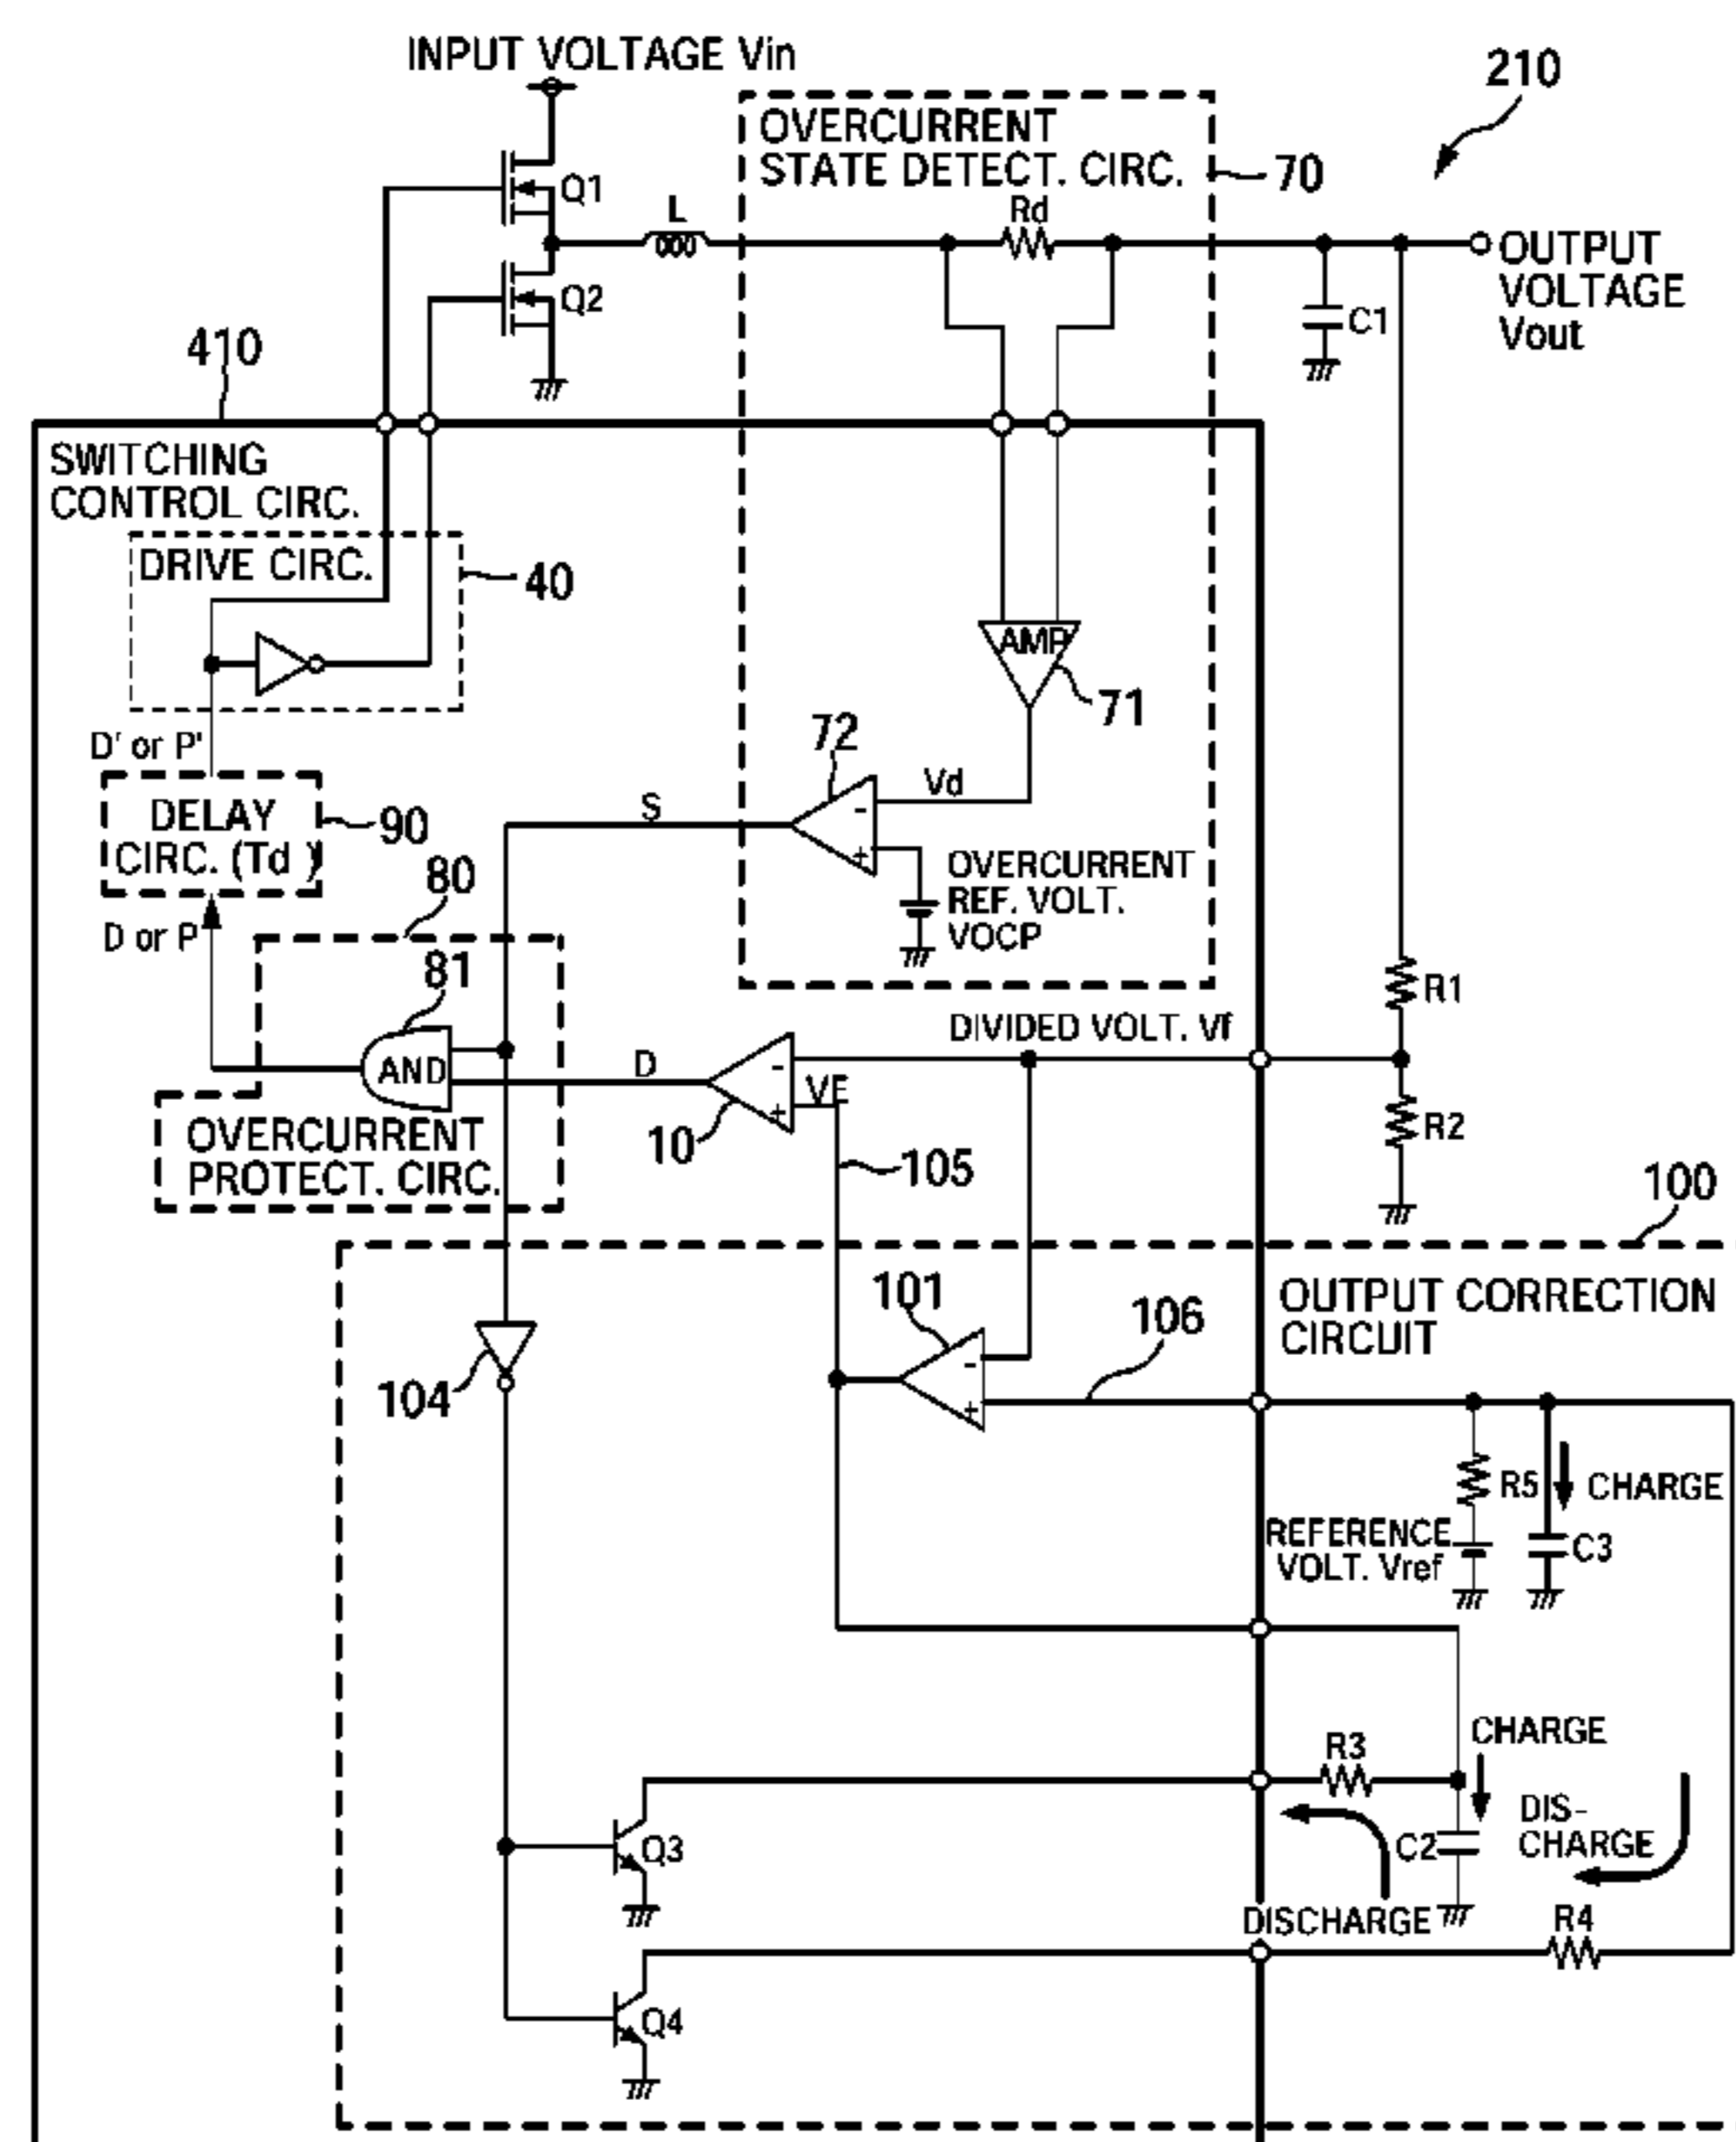 INPUT VOLTAGE Vin
210
OVERCURRENT
STATE DETECT. CIRC.
70
Q1
L
Rd
OUTPUT
VOLTAGE
Vout
Q2
C1
410
SWITCHING
CONTROL CIRC.
DRIVE CIRC.
40
AMP
71
D' or P'
72
Vd
-
+
S
DELAY
CIRC. (Td )
90
OVERCURRENT
REF. VOLT.
VOCP
80
D or P
81
R1
DIVIDED VOLT. Vf
AND
D
-
VE
+
10
R2
OVERCURRENT
PROTECT. CIRC.
105
100
101
106
OUTPUT CORRECTION
CIRCUIT
-
+
104
R5
CHARGE
REFERENCE
VOLT. Vref
C3
CHARGE
R3
DIS-
CHARGE
C2
Q3
DISCHARGE
R4
Q4